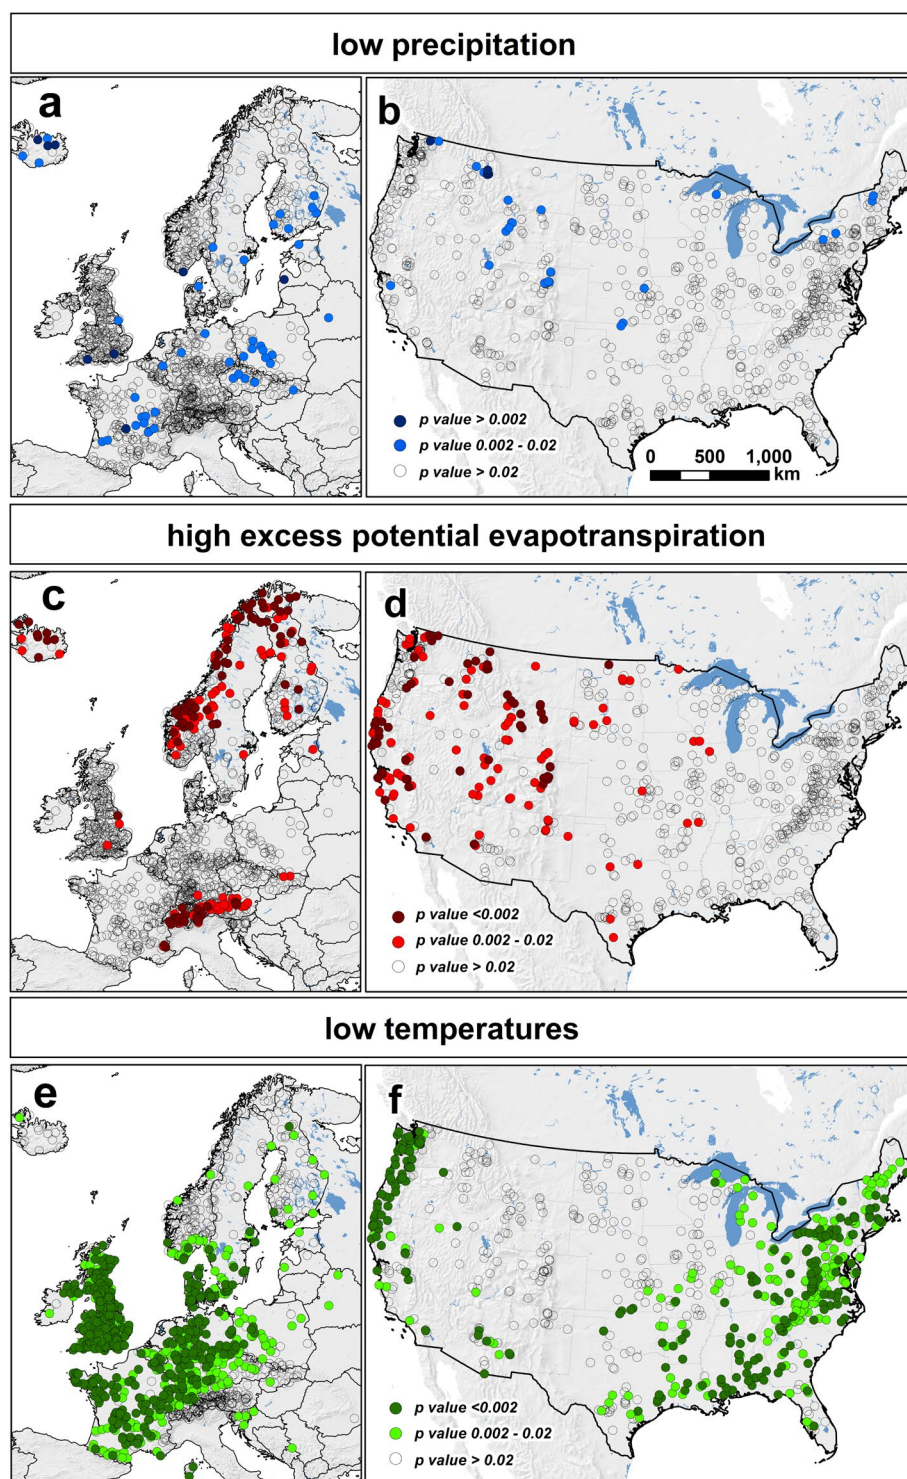 low precipitation
a
b
p value > 0.002
p value 0.002 - 0.02
p value > 0.02
0 500 1,000
km
high excess potential evapotranspiration
c
d
p value <0.002
p value 0.002 - 0.02
p value > 0.02
low temperatures
e
f
p value <0.002
p value 0.002 - 0.02
p value > 0.02